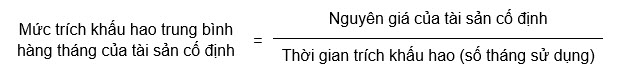 Mức trích khấu hao trung bình
hàng tháng của tài sản cố định
=
Nguyên giá của tài sản cố định
Thời gian trích khấu hao (số tháng sử dụng)